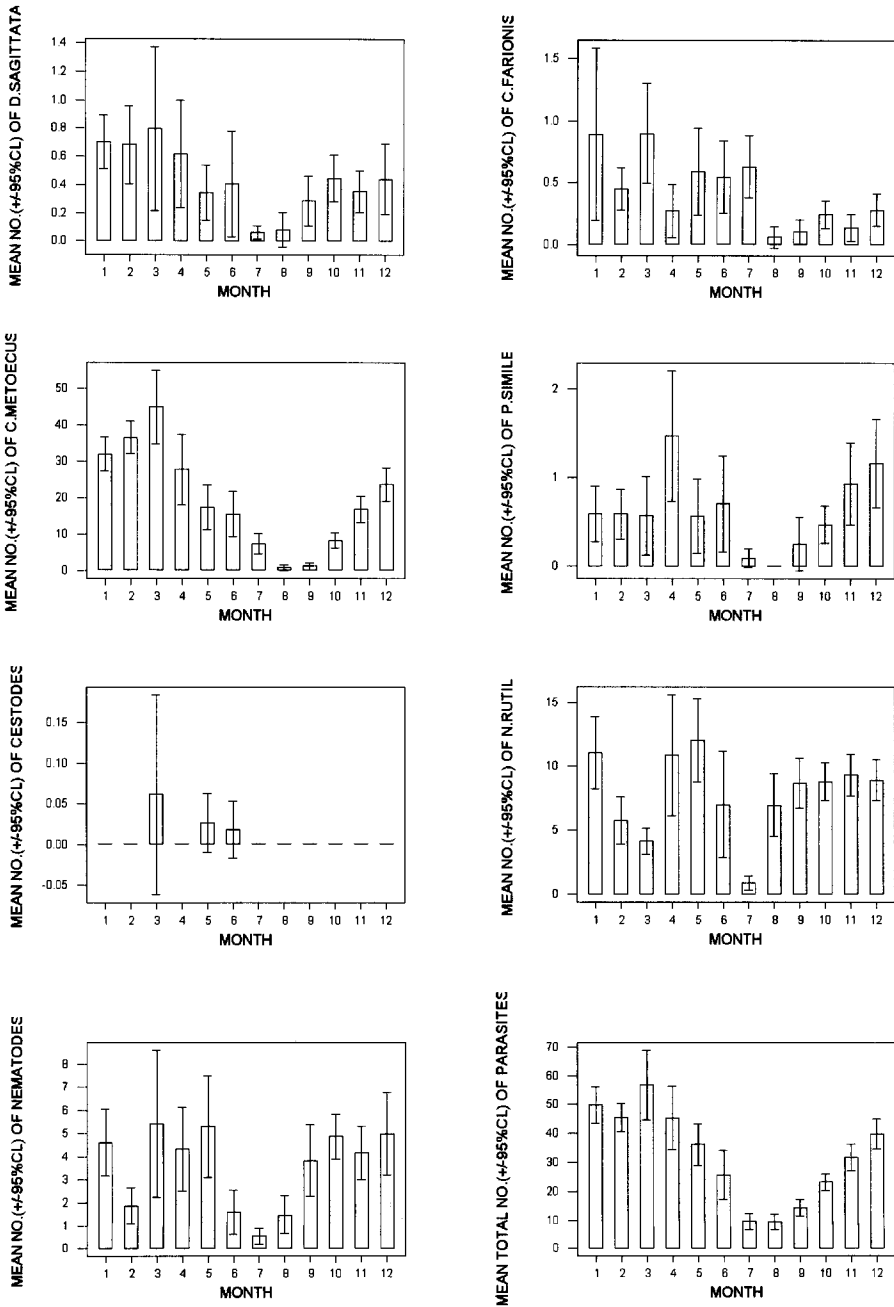 MEAN NO.(+/-95%CL) OF D.SAGITTATA
1.4
1.2
1.0
0.8
0.6
0.4
0.2
0.0
1 2 3 4 5 6 7 8 9 10 11 12
MONTH
MEAN NO.(+/-95%CL) OF C.FARIONIS
1.5
1.0
0.5
0.0
1 2 3 4 5 6 7 8 9 10 11 12
MONTH
MEAN NO.(+/-95%CL) OF C.METOECUS
50
40
30
20
10
0
1 2 3 4 5 6 7 8 9 10 11 12
MONTH
MEAN NO.(+/-95%CL) OF P.SIMILE
2
1
0
1 2 3 4 5 6 7 8 9 10 11 12
MONTH
MEAN NO.(+/-95%CL) OF CESTODES
0.15
0.10
0.05
0.00
-0.05
1 2 3 4 5 6 7 8 9 10 11 12
MONTH
MEAN NO.(+/-95%CL) OF N.RUTIL
15
10
5
0
1 2 3 4 5 6 7 8 9 10 11 12
MONTH
MEAN NO.(+/-95%CL) OF NEMATODES
8
7
6
5
4
3
2
1
0
1 2 3 4 5 6 7 8 9 10 11 12
MONTH
MEAN TOTAL NO.(+/-95%CL) OF PARASITES
70
60
50
40
30
20
10
0
1 2 3 4 5 6 7 8 9 10 11 12
MONTH